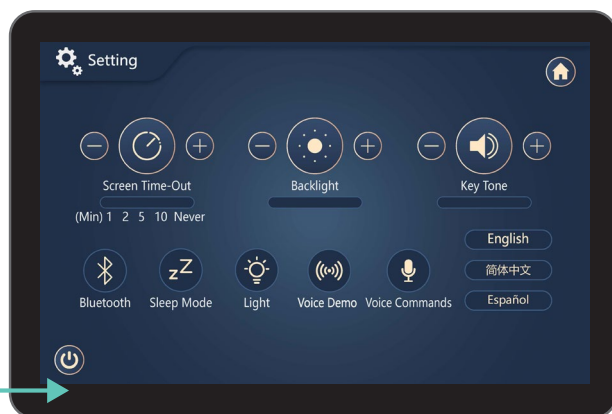 Setting
Screen Time-Out
Backlight
Key Tone
(Min) 1 2 5 10 Never
English
简体中文
Español
Bluetooth
Sleep Mode
Light
Voice Demo
Voice Commands